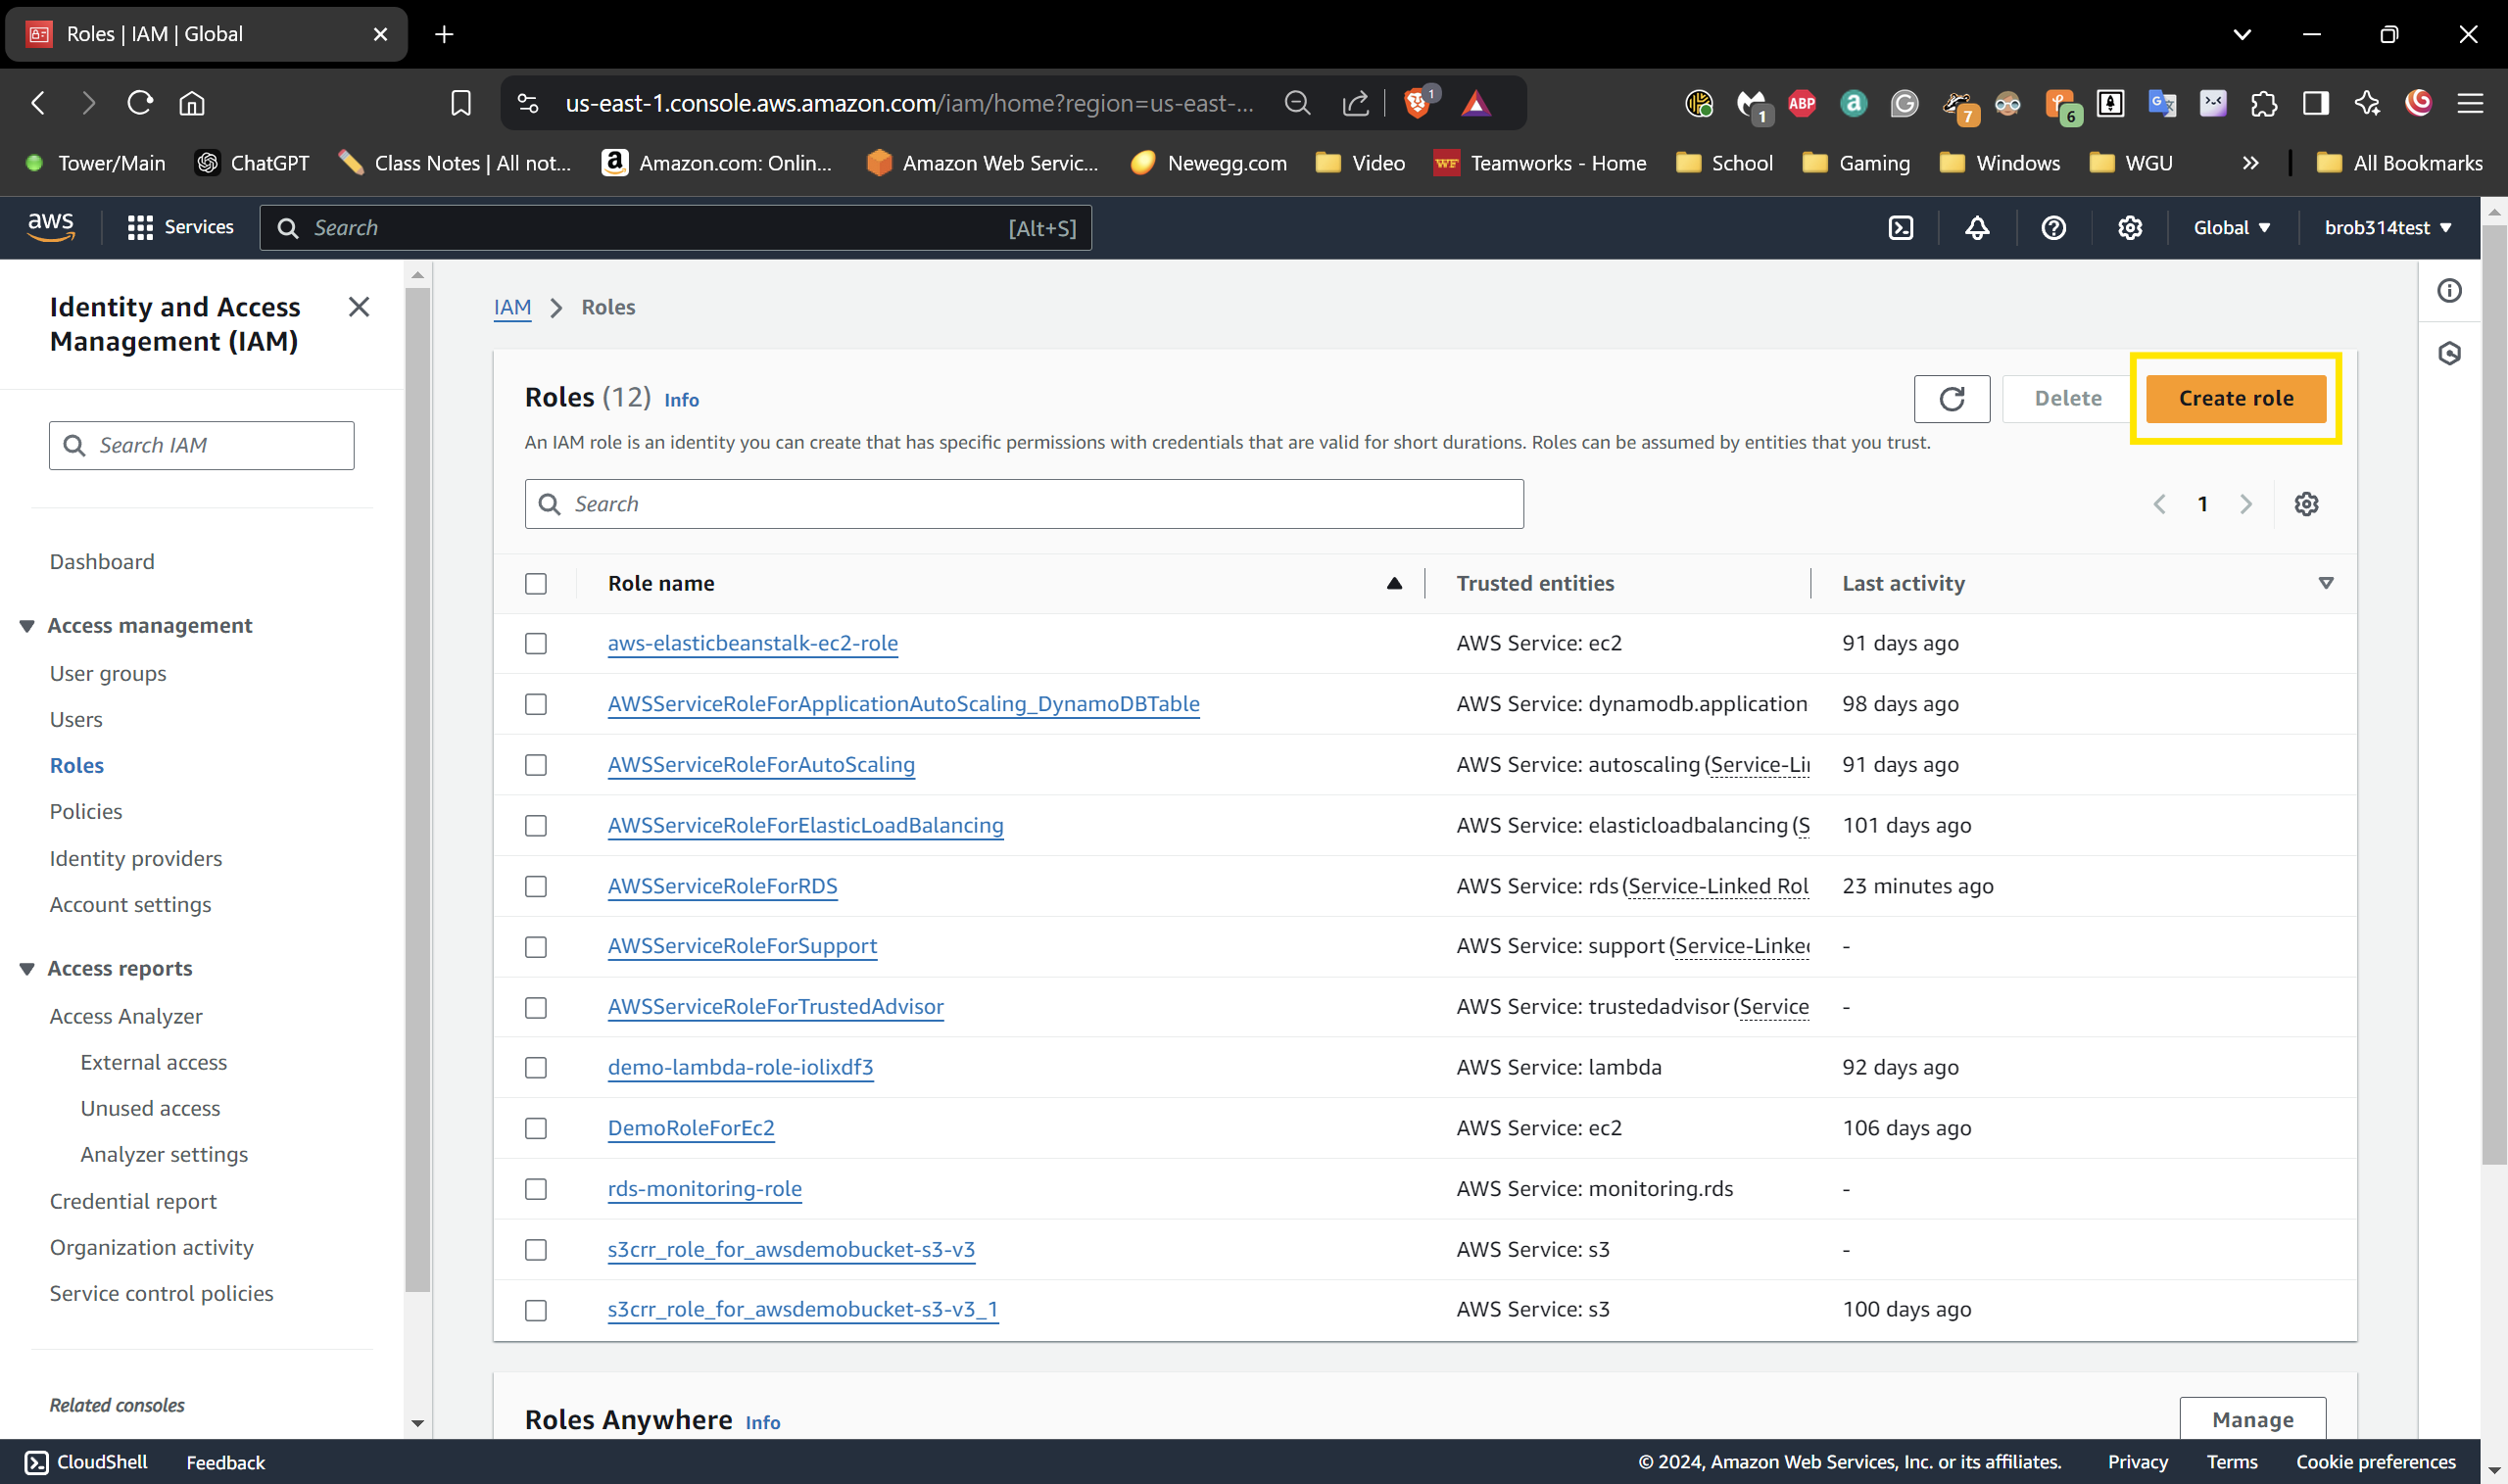 Roles | IAM | Global
us-east-1.console.aws.amazon.com/iam/home?region=us-east-...
1
1
ABP
7
6
Tower/Main
ChatGPT
Class Notes | All not...
Amazon.com: Onlin...
Amazon Web Servic...
Newegg.com
Video
WF
Teamworks - Home
School
Gaming
Windows
WGU
All Bookmarks
aws
Services
Search
[Alt+S]
Global
brob314test
Identity and Access
Management (IAM)
Search IAM
Dashboard
Access management
User groups
Users
Roles
Policies
Identity providers
Account settings
Access reports
Access Analyzer
External access
Unused access
Analyzer settings
Credential report
Organization activity
Service control policies
Related consoles
IAM > Roles
Roles (12) Info
Delete
Create role
An IAM role is an identity you can create that has specific permissions with credentials that are valid for short durations. Roles can be assumed by entities that you trust.
Search
1
Role name Trusted entities Last activity
aws-elasticbeanstalk-ec2-role AWS Service: ec2 91 days ago
AWSServiceRoleForApplicationAutoScaling_DynamoDBTable AWS Service: dynamodb.application 98 days ago
AWSServiceRoleForAutoScaling AWS Service: autoscaling (Service-Li 91 days ago
AWSServiceRoleForElasticLoadBalancing AWS Service: elasticloadbalancing (S 101 days ago
AWSServiceRoleForRDS AWS Service: rds (Service-Linked Rol 23 minutes ago
AWSServiceRoleForSupport AWS Service: support (Service-Linke -
AWSServiceRoleForTrustedAdvisor AWS Service: trustedadvisor (Service -
demo-lambda-role-iolixdf3 AWS Service: lambda 92 days ago
DemoRoleForEc2 AWS Service: ec2 106 days ago
rds-monitoring-role AWS Service: monitoring.rds -
s3crr_role_for_awsdemobucket-s3-v3 AWS Service: s3 -
s3crr_role_for_awsdemobucket-s3-v3_1 AWS Service: s3 100 days ago
Roles Anywhere Info
Manage
CloudShell
Feedback
© 2024, Amazon Web Services, Inc. or its affiliates.
Privacy
Terms
Cookie preferences